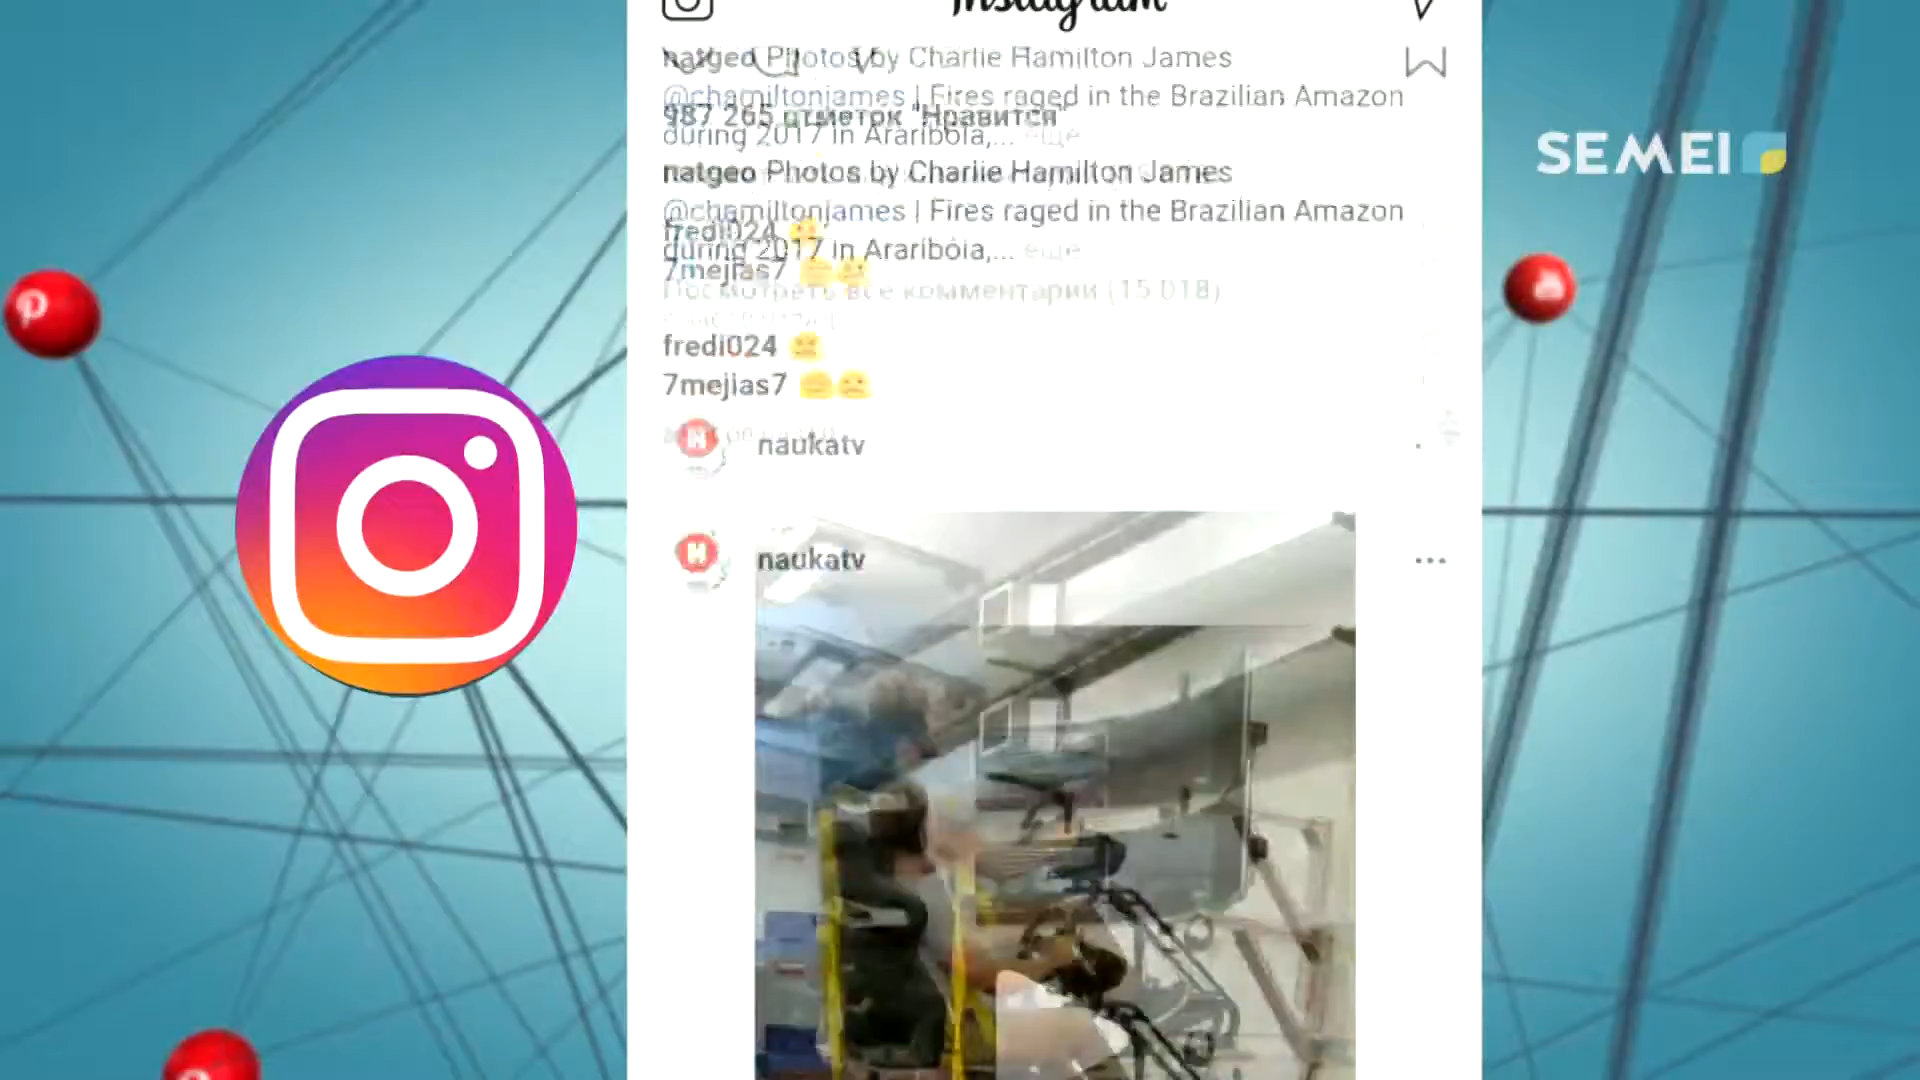 Instagram
natgeo Photos by Charlie Hamilton James
@chamiltonjames | Fires raged in the Brazilian Amazon
987 265 отметок "Нравится"
during 2017 in Arariboia,... еще
natgeo Photos by Charlie Hamilton James
@chamiltonjames | Fires raged in the Brazilian Amazon
fredi024
during 2017 in Arariboia,... еще
7mejias7
Посмотреть все комментарии (15 018)
fredi024
7mejias7
naukatv
naukatv
SEMEI